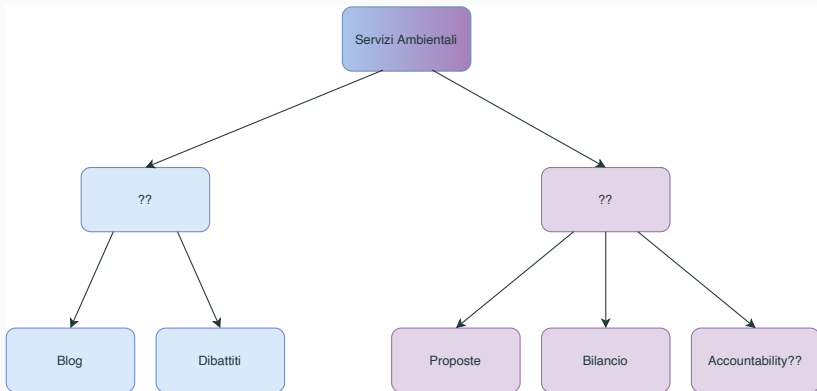 Servizi Ambientali
??
??
Blog
Dibattiti
Proposte
Bilancio
Accountability??